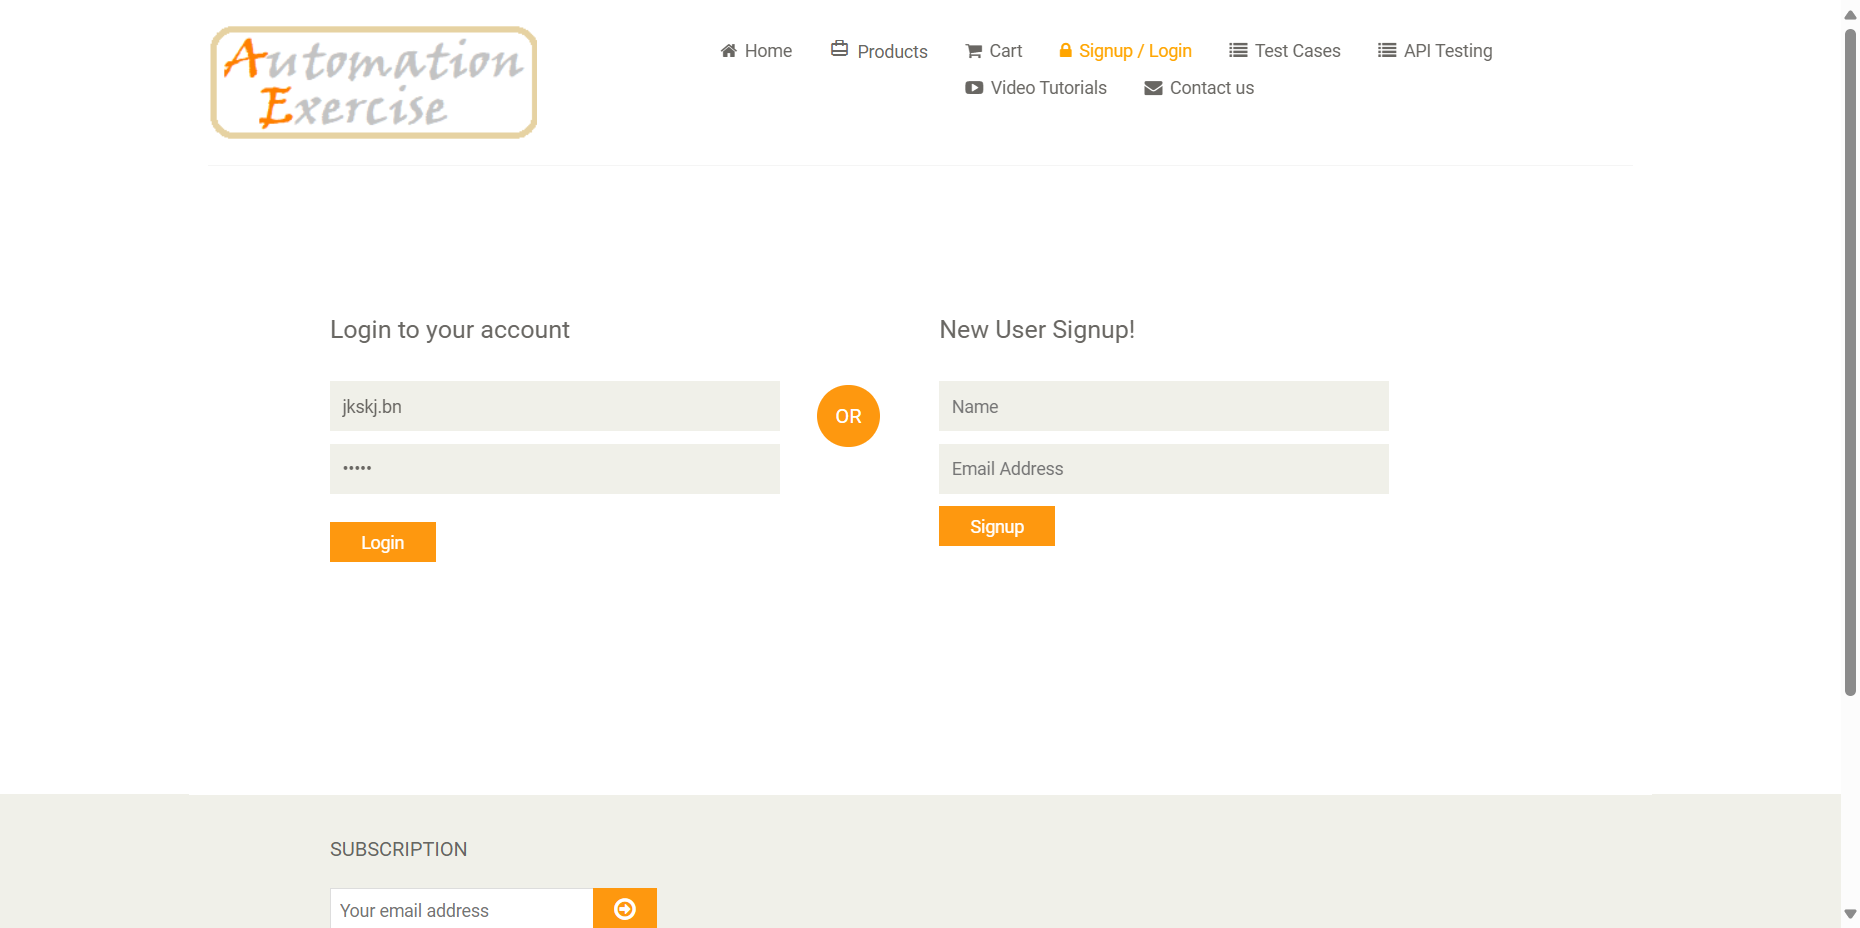 Automation
Exercise
Home Products Cart Signup / Login Test Cases API Testing
Video Tutorials Contact us
Login to your account
jkskj.bn
•••••
Login
OR
New User Signup!
Name
Email Address
Signup
SUBSCRIPTION
Your email address